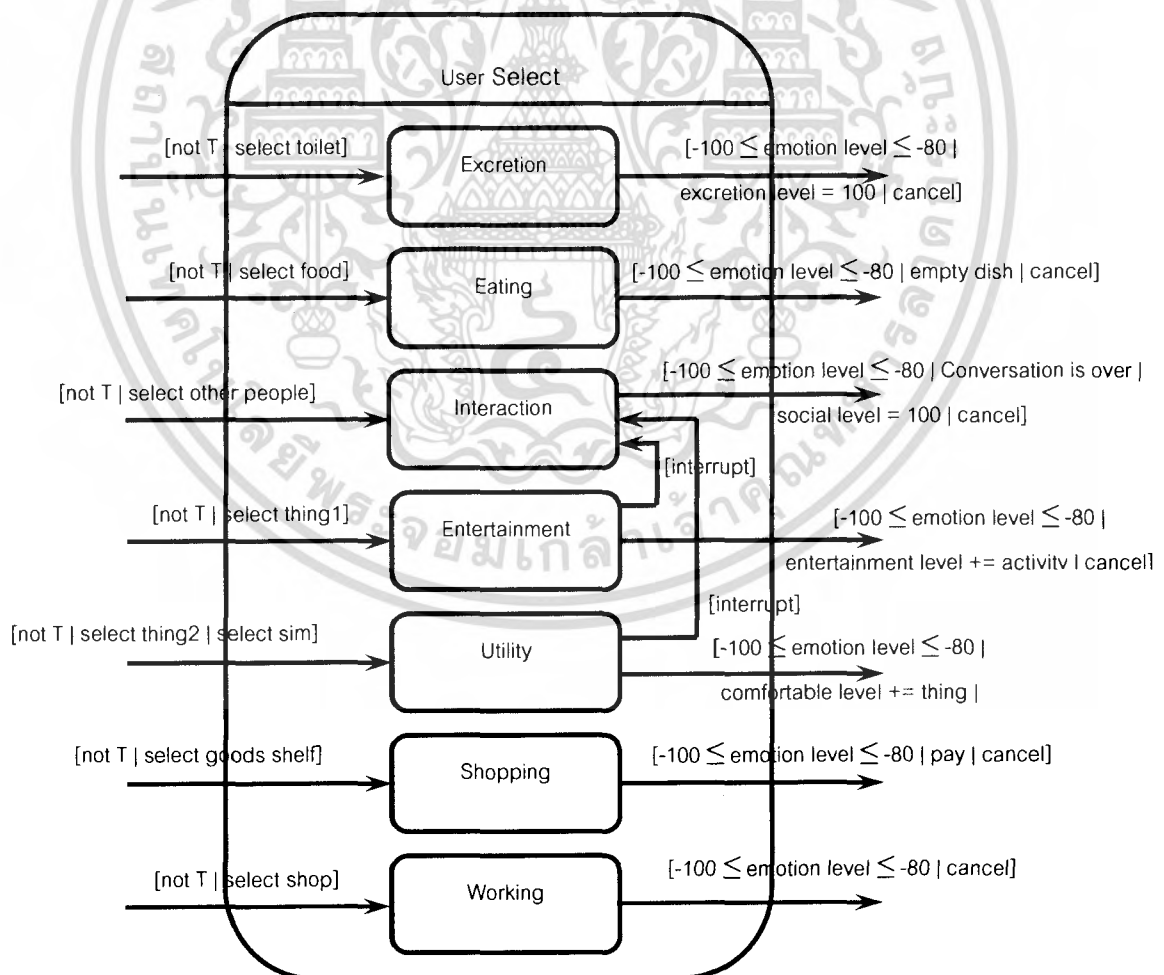 User Select
[not T | select toilet]
Excretion
[-100 ≤ emotion level ≤ -80 |
excretion level = 100 | cancel]
[not T | select food]
Eating
[-100 ≤ emotion level ≤ -80 | empty dish | cancel]
[not T | select other people]
Interaction
[-100 ≤ emotion level ≤ -80 | Conversation is over |
social level = 100 | cancel]
[interrupt]
[not T | select thing1]
Entertainment
[-100 ≤ emotion level ≤ -80 |
entertainment level += activity | cancel]
[interrupt]
[not T | select thing2 | select sim]
Utility
[-100 ≤ emotion level ≤ -80 |
comfortable level += thing |
[not T | select goods shelf]
Shopping
[-100 ≤ emotion level ≤ -80 | pay | cancel]
[not T | select shop]
Working
[-100 ≤ emotion level ≤ -80 | cancel]